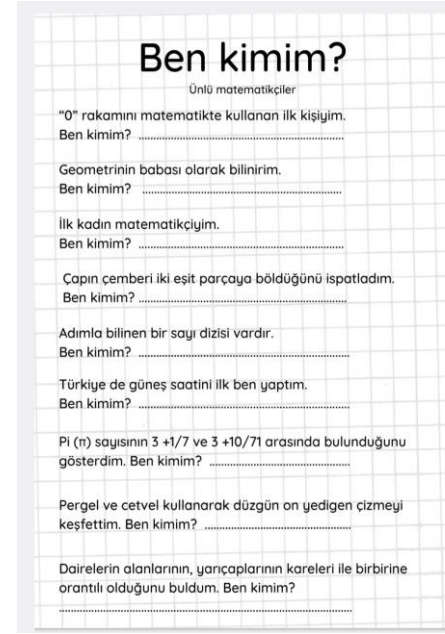 Ben kimim?
Ünlü matematikçiler
"0" rakamını matematikte kullanan ilk kişiyim.
Ben kimim? ......................................................
Geometrinin babası olarak bilinirim.
Ben kimim? ......................................................
İlk kadın matematikçiyim.
Ben kimim? ......................................................
Çapın çemberi iki eşit parçaya böldüğünü ispatladım.
Ben kimim? ......................................................
Adımla bilinen bir sayı dizisi vardır.
Ben kimim? ......................................................
Türkiye de güneş saatini ilk ben yaptım.
Ben kimim? ......................................................
Pi (π) sayısının 3 +1/7 ve 3 +10/71 arasında bulunduğunu
gösterdim. Ben kimim? .....................................
Pergel ve cetvel kullanarak düzgün on yedigen çizmeyi
keşfettim. Ben kimim? .......................................
Dairelerin alanlarının, yarıçaplarının kareleri ile birbirine
orantılı olduğunu buldum. Ben kimim?
..............................................................................